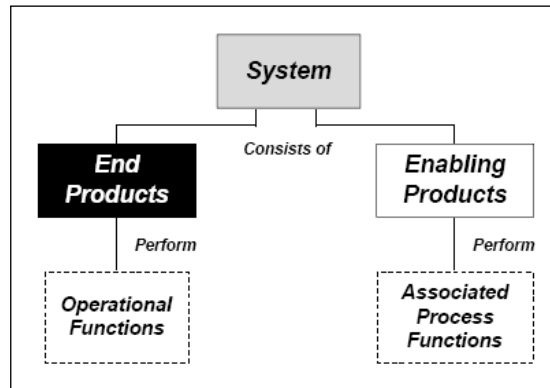 System
Consists of
End
Products
Enabling
Products
Perform
Perform
Operational
Functions
Associated
Process
Functions